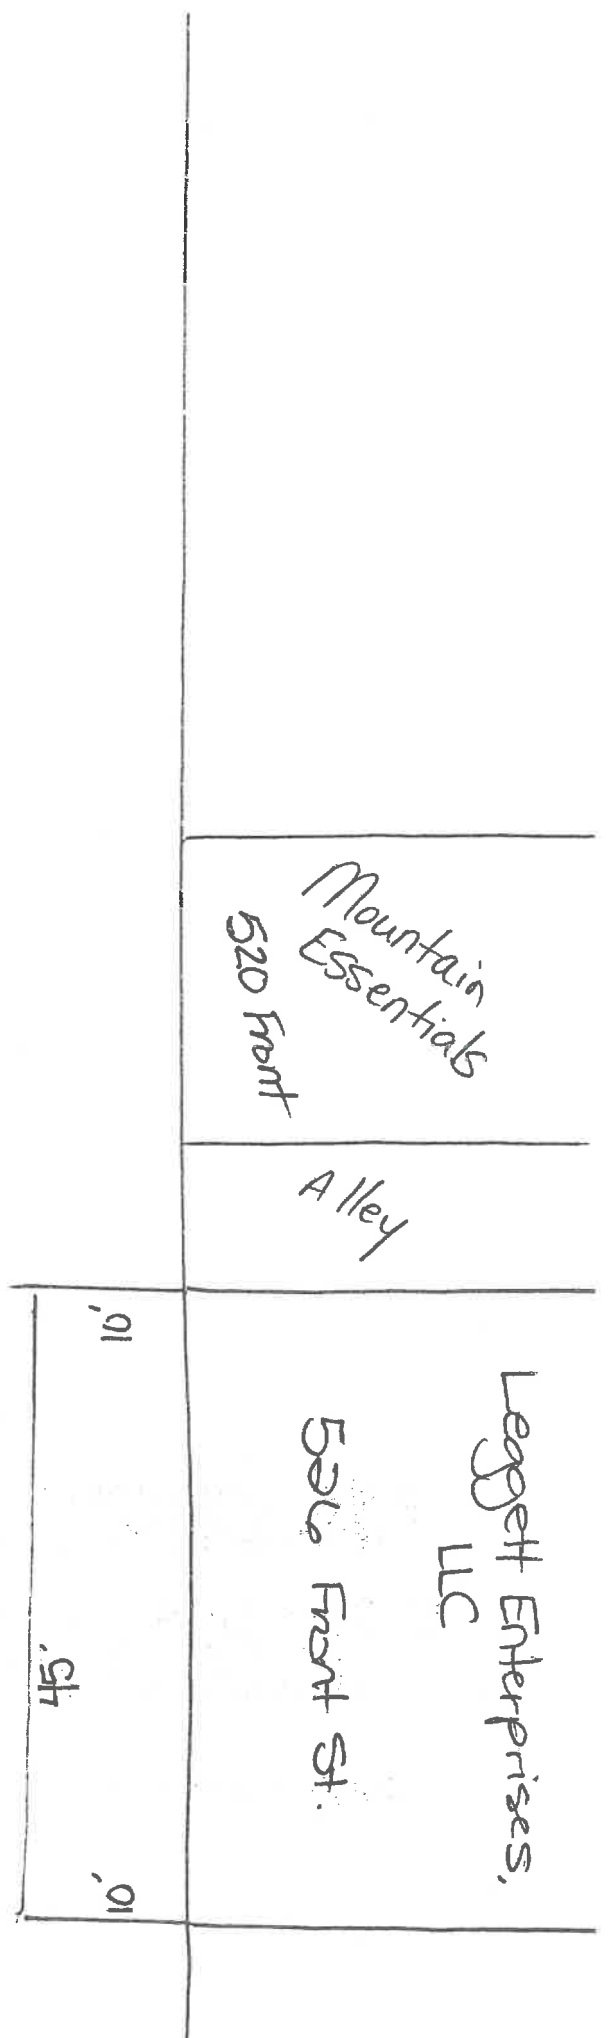 Mountain
Essentials
520 Front
Alley
Leggett Enterprises,
LLC
526 Front St.
10'
10'
45'